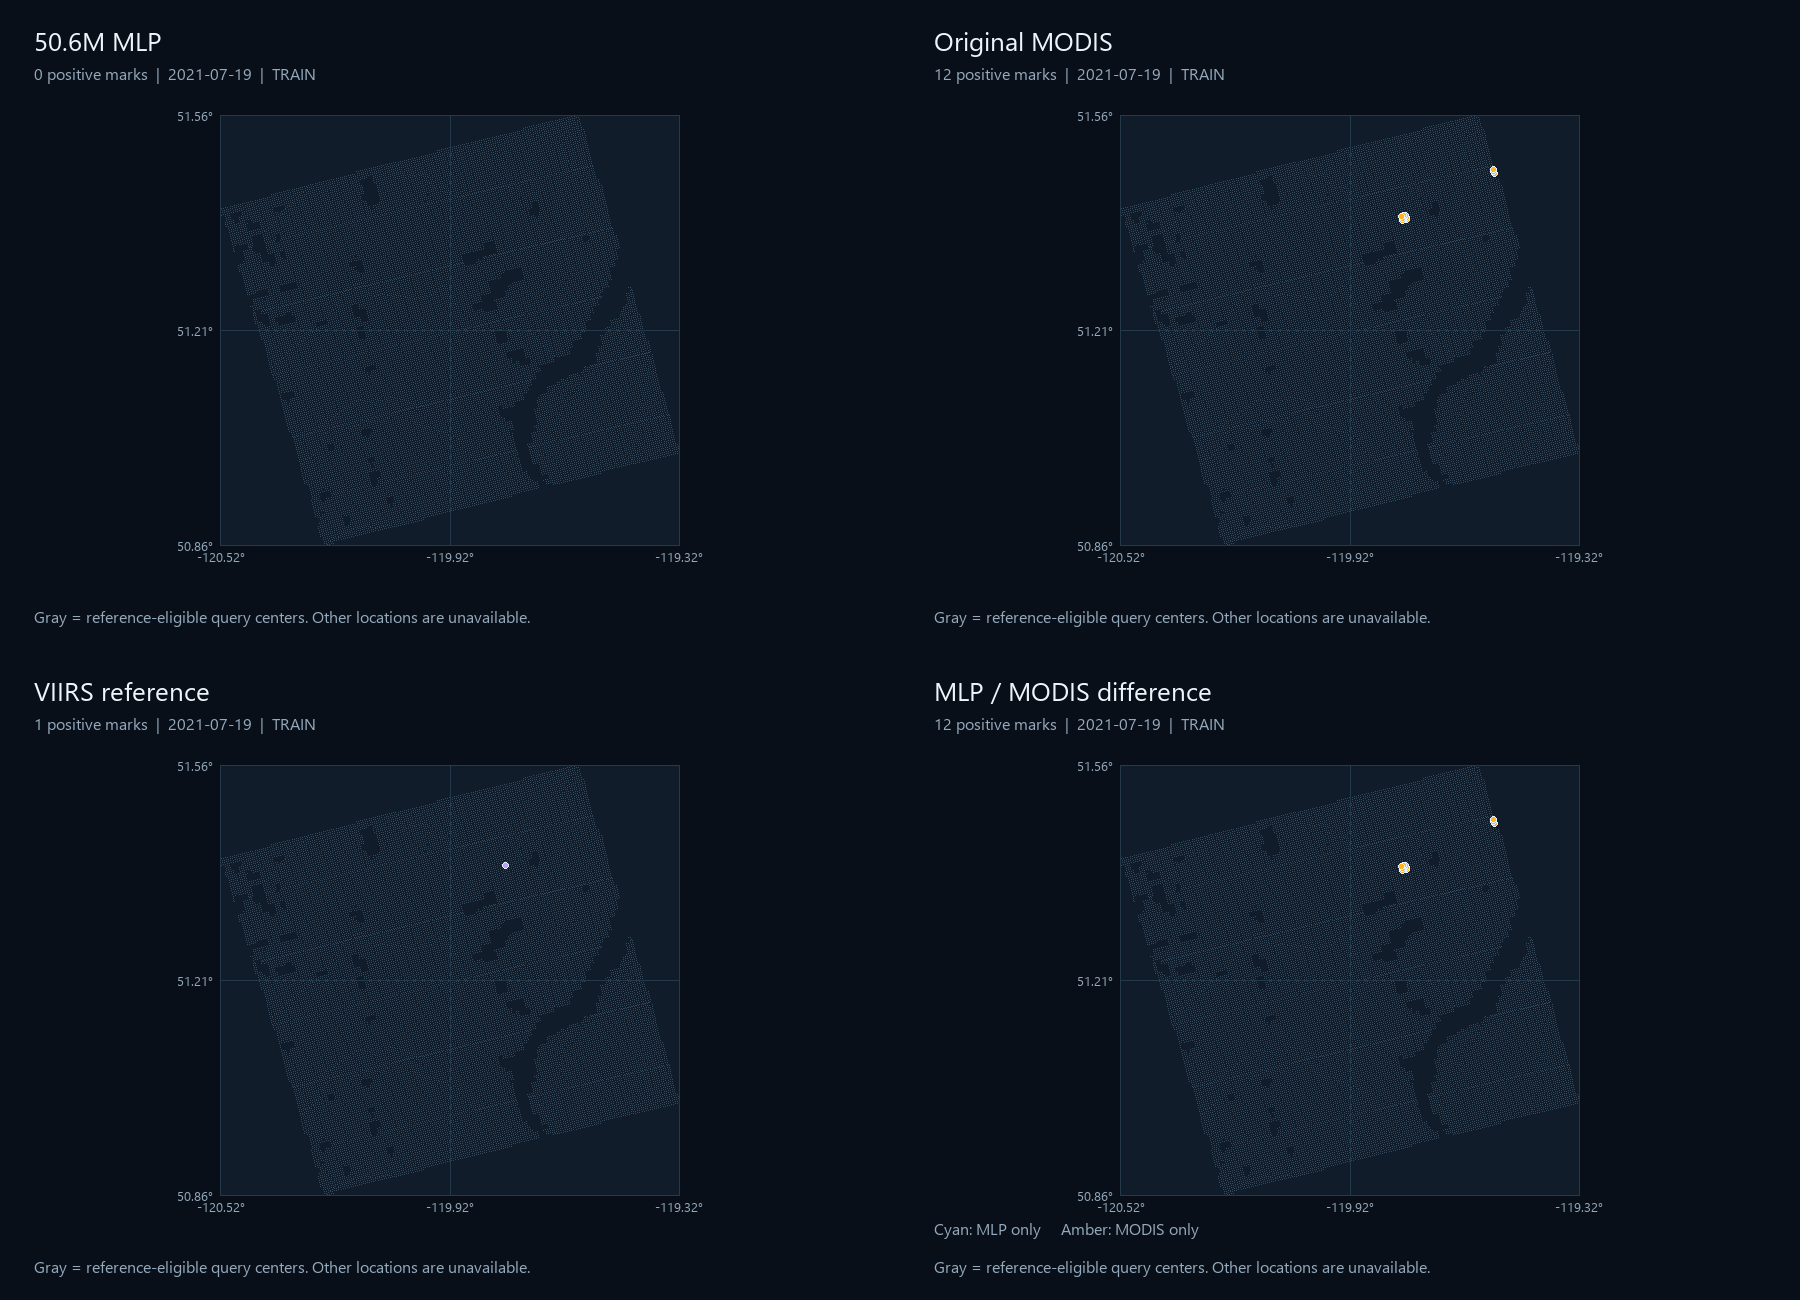 50.6M MLP
0 positive marks | 2021-07-19 | TRAIN
51.56°
51.21°
50.86°
-120.52°
-119.92°
-119.32°
Gray = reference-eligible query centers. Other locations are unavailable.
Original MODIS
12 positive marks | 2021-07-19 | TRAIN
51.56°
51.21°
50.86°
-120.52°
-119.92°
-119.32°
Gray = reference-eligible query centers. Other locations are unavailable.
VIIRS reference
1 positive marks | 2021-07-19 | TRAIN
51.56°
51.21°
50.86°
-120.52°
-119.92°
-119.32°
Gray = reference-eligible query centers. Other locations are unavailable.
MLP / MODIS difference
12 positive marks | 2021-07-19 | TRAIN
51.56°
51.21°
50.86°
-120.52°
-119.92°
-119.32°
Cyan: MLP only Amber: MODIS only
Gray = reference-eligible query centers. Other locations are unavailable.